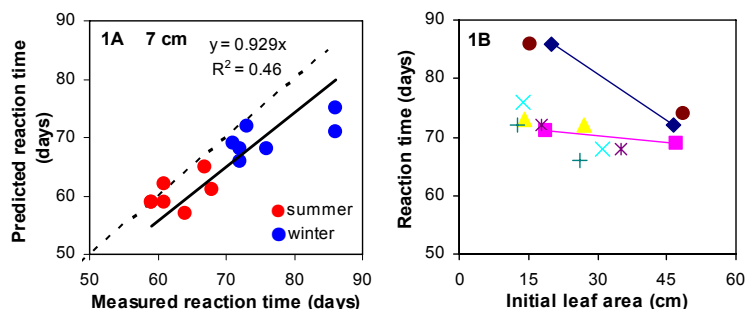 1A 7 cm
y = 0.929x
R² = 0.46
Predicted reaction time
(days)
90
80
70
60
50
summer
winter
50 60 70 80 90
Measured reaction time (days)
1B
Reaction time (days)
90
80
70
60
50
0 15 30 45 60
Initial leaf area (cm)